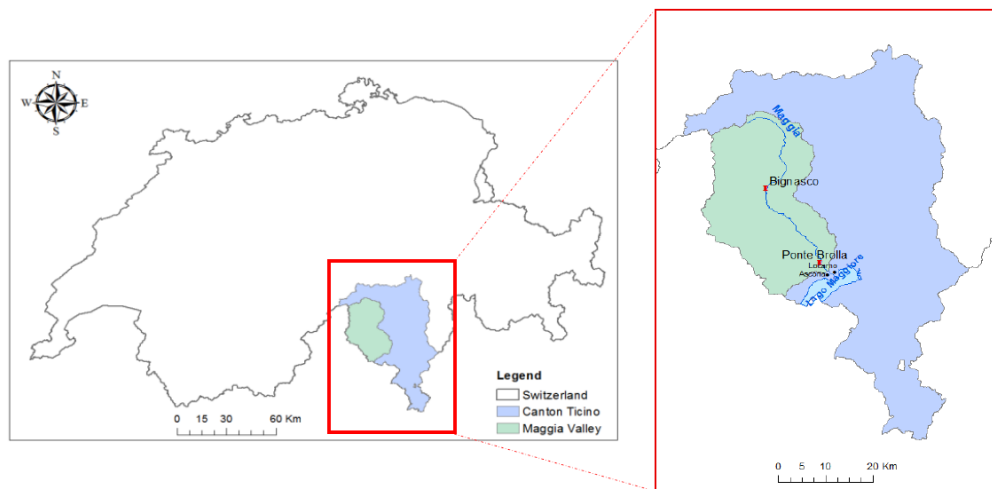 N
W
E
S
Legend
Switzerland
Canton Ticino
Maggia Valley
0 15 30 60 Km
Maggia
Bignasco
Ponte Brolla
Locarno
Ascona
Lago Maggiore
0 5 10 20 Km